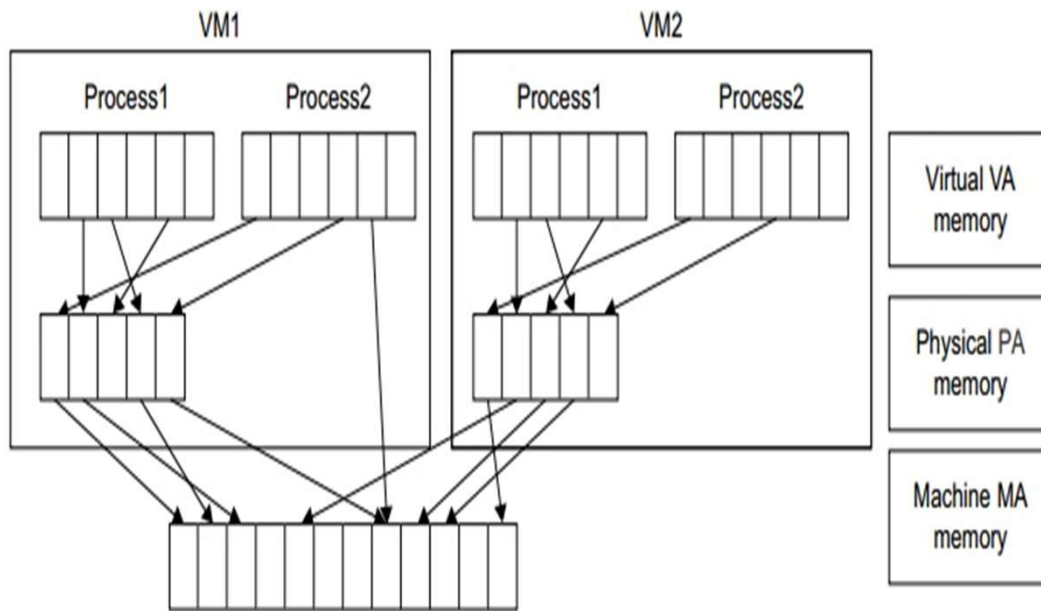 VM1
VM2
Process1
Process2
Process1
Process2
Virtual VA
memory
Physical PA
memory
Machine MA
memory